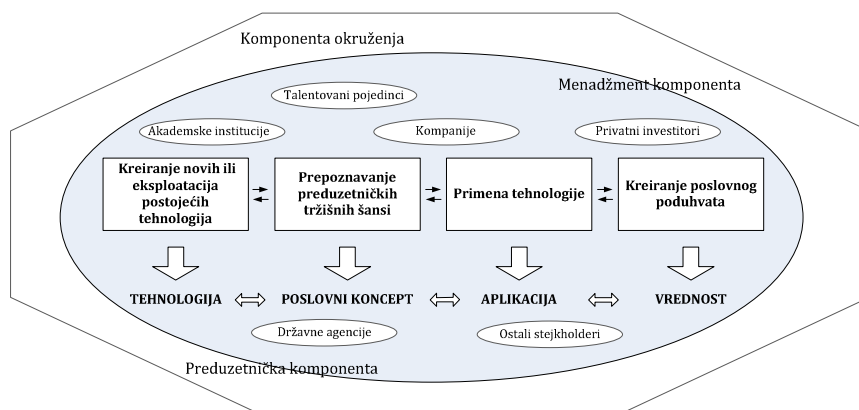 Komponenta okruženja
Menadžment komponenta
Talentovani pojedinci
Akademske institucije
Kompanije
Privatni investitori
Kreiranje novih ili
eksploatacija
postojećih
tehnologija
Prepoznavanje
preduzetničkih
tržišnih šansi
Primena tehnologije
Kreiranje poslovnog
poduhvata
TEHNOLOGIJA
POSLOVNI KONCEPT
APLIKACIJA
VREDNOST
Državne agencije
Ostali stejkholderi
Preduzetnička komponenta